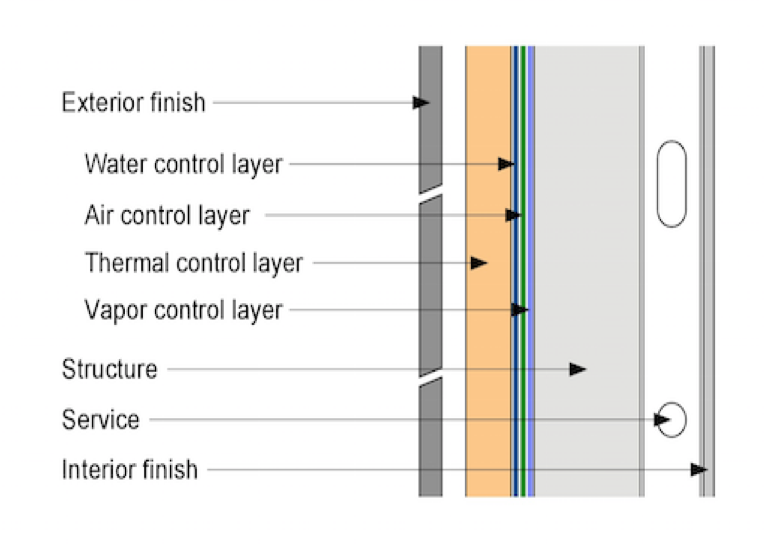 Exterior finish
Water control layer
Air control layer
Thermal control layer
Vapor control layer
Structure
Service
Interior finish